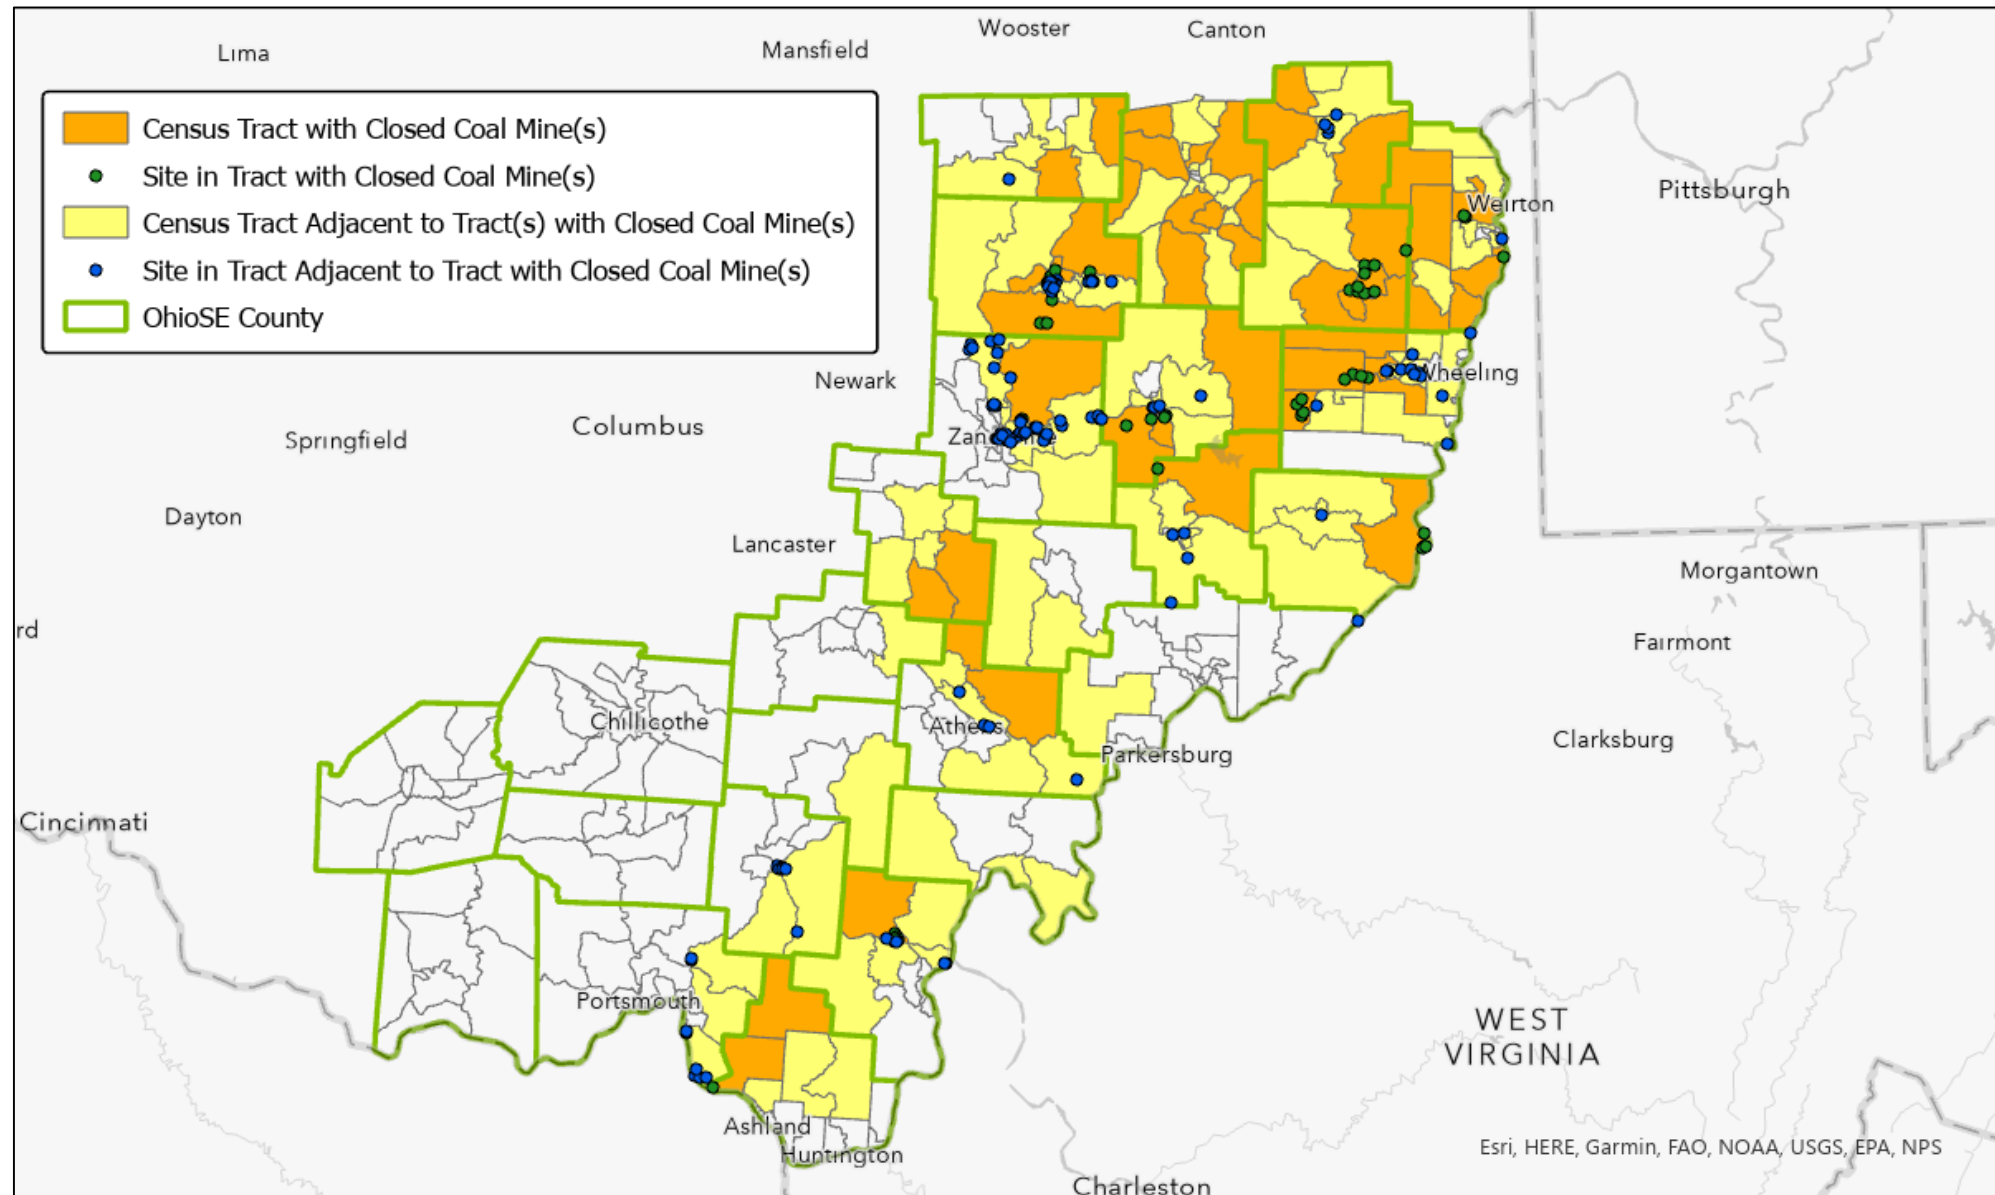 Wooster
Canton
Lima
Mansfield
Census Tract with Closed Coal Mine(s)
Site in Tract with Closed Coal Mine(s)
Census Tract Adjacent to Tract(s) with Closed Coal Mine(s)
Site in Tract Adjacent to Tract with Closed Coal Mine(s)
OhioSE County
Pittsburgh
Weirton
Newark
Wheeling
Columbus
Springfield
Dayton
Lancaster
Morgantown
rd
Fairmont
Chillicothe
Athens
Clarksburg
Parkersburg
Cincinnati
Portsmouth
WEST
VIRGINIA
Ashland
Huntington
Esri, HERE, Garmin, FAO, NOAA, USGS, EPA, NPS
Charleston